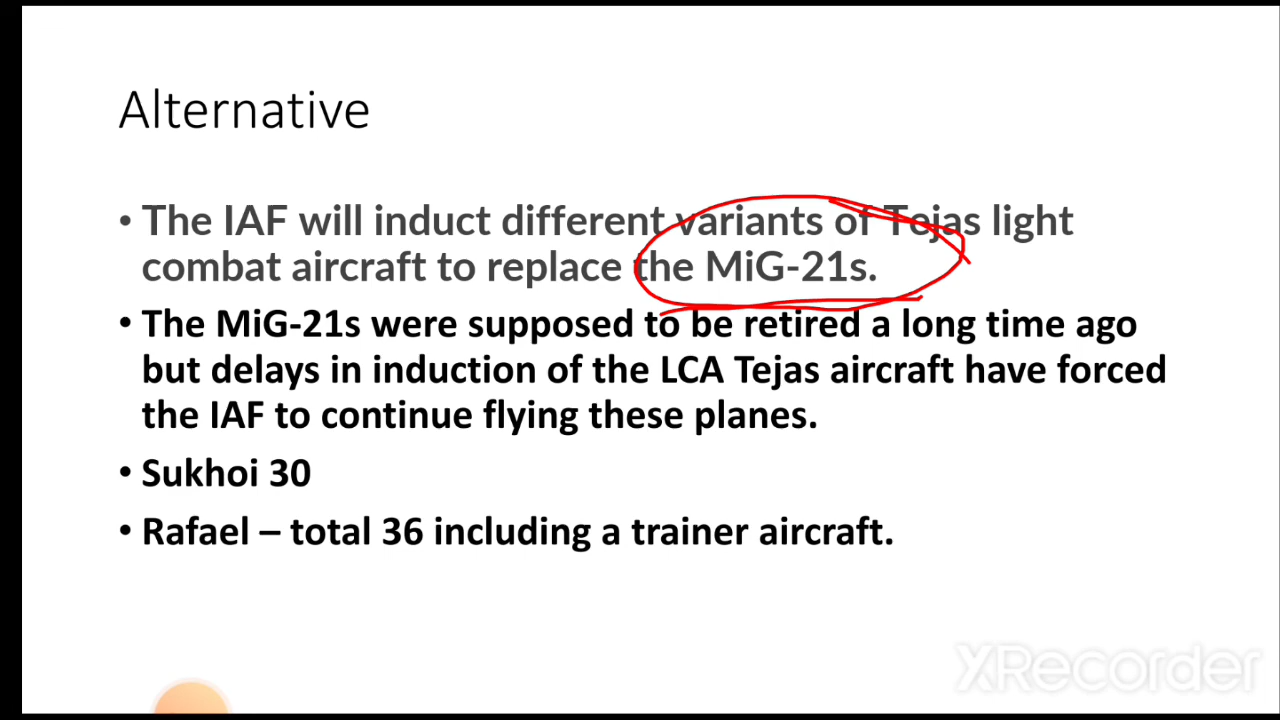 Alternative
• The IAF will induct different variants of Tejas light
combat aircraft to replace the MiG-21s.
• The MiG-21s were supposed to be retired a long time ago
but delays in induction of the LCA Tejas aircraft have forced
the IAF to continue flying these planes.
• Sukhoi 30
• Rafael – total 36 including a trainer aircraft.
XRecorder